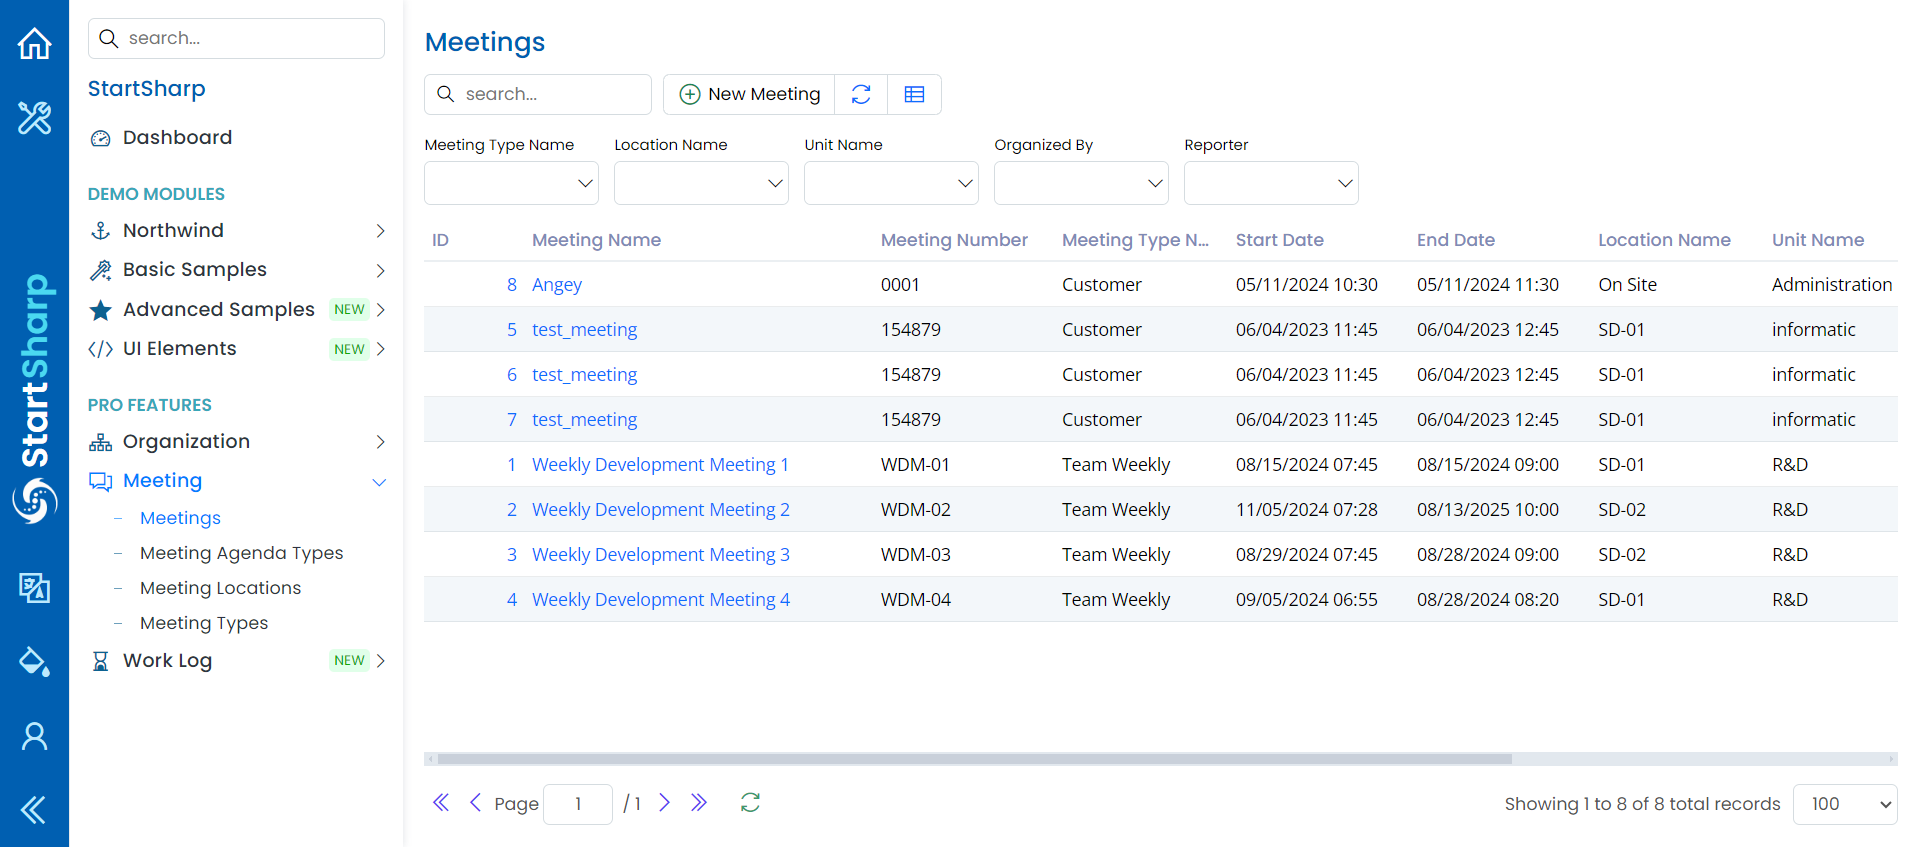 StartSharp
search...
StartSharp
Dashboard
DEMO MODULES
Northwind
Basic Samples
Advanced Samples NEW
UI Elements NEW
PRO FEATURES
Organization
Meeting
Meetings
Meeting Agenda Types
Meeting Locations
Meeting Types
Work Log NEW
Meetings
search... New Meeting
Meeting Type Name Location Name Unit Name Organized By Reporter
ID Meeting Name Meeting Number Meeting Type N... Start Date End Date Location Name Unit Name
8 Angey 0001 Customer 05/11/2024 10:30 05/11/2024 11:30 On Site Administration
5 test_meeting 154879 Customer 06/04/2023 11:45 06/04/2023 12:45 SD-01 informatic
6 test_meeting 154879 Customer 06/04/2023 11:45 06/04/2023 12:45 SD-01 informatic
7 test_meeting 154879 Customer 06/04/2023 11:45 06/04/2023 12:45 SD-01 informatic
1 Weekly Development Meeting 1 WDM-01 Team Weekly 08/15/2024 07:45 08/15/2024 09:00 SD-01 R&D
2 Weekly Development Meeting 2 WDM-02 Team Weekly 11/05/2024 07:28 08/13/2025 10:00 SD-02 R&D
3 Weekly Development Meeting 3 WDM-03 Team Weekly 08/29/2024 07:45 08/28/2024 09:00 SD-02 R&D
4 Weekly Development Meeting 4 WDM-04 Team Weekly 09/05/2024 06:55 08/28/2024 08:20 SD-01 R&D
Page 1 / 1 Showing 1 to 8 of 8 total records 100